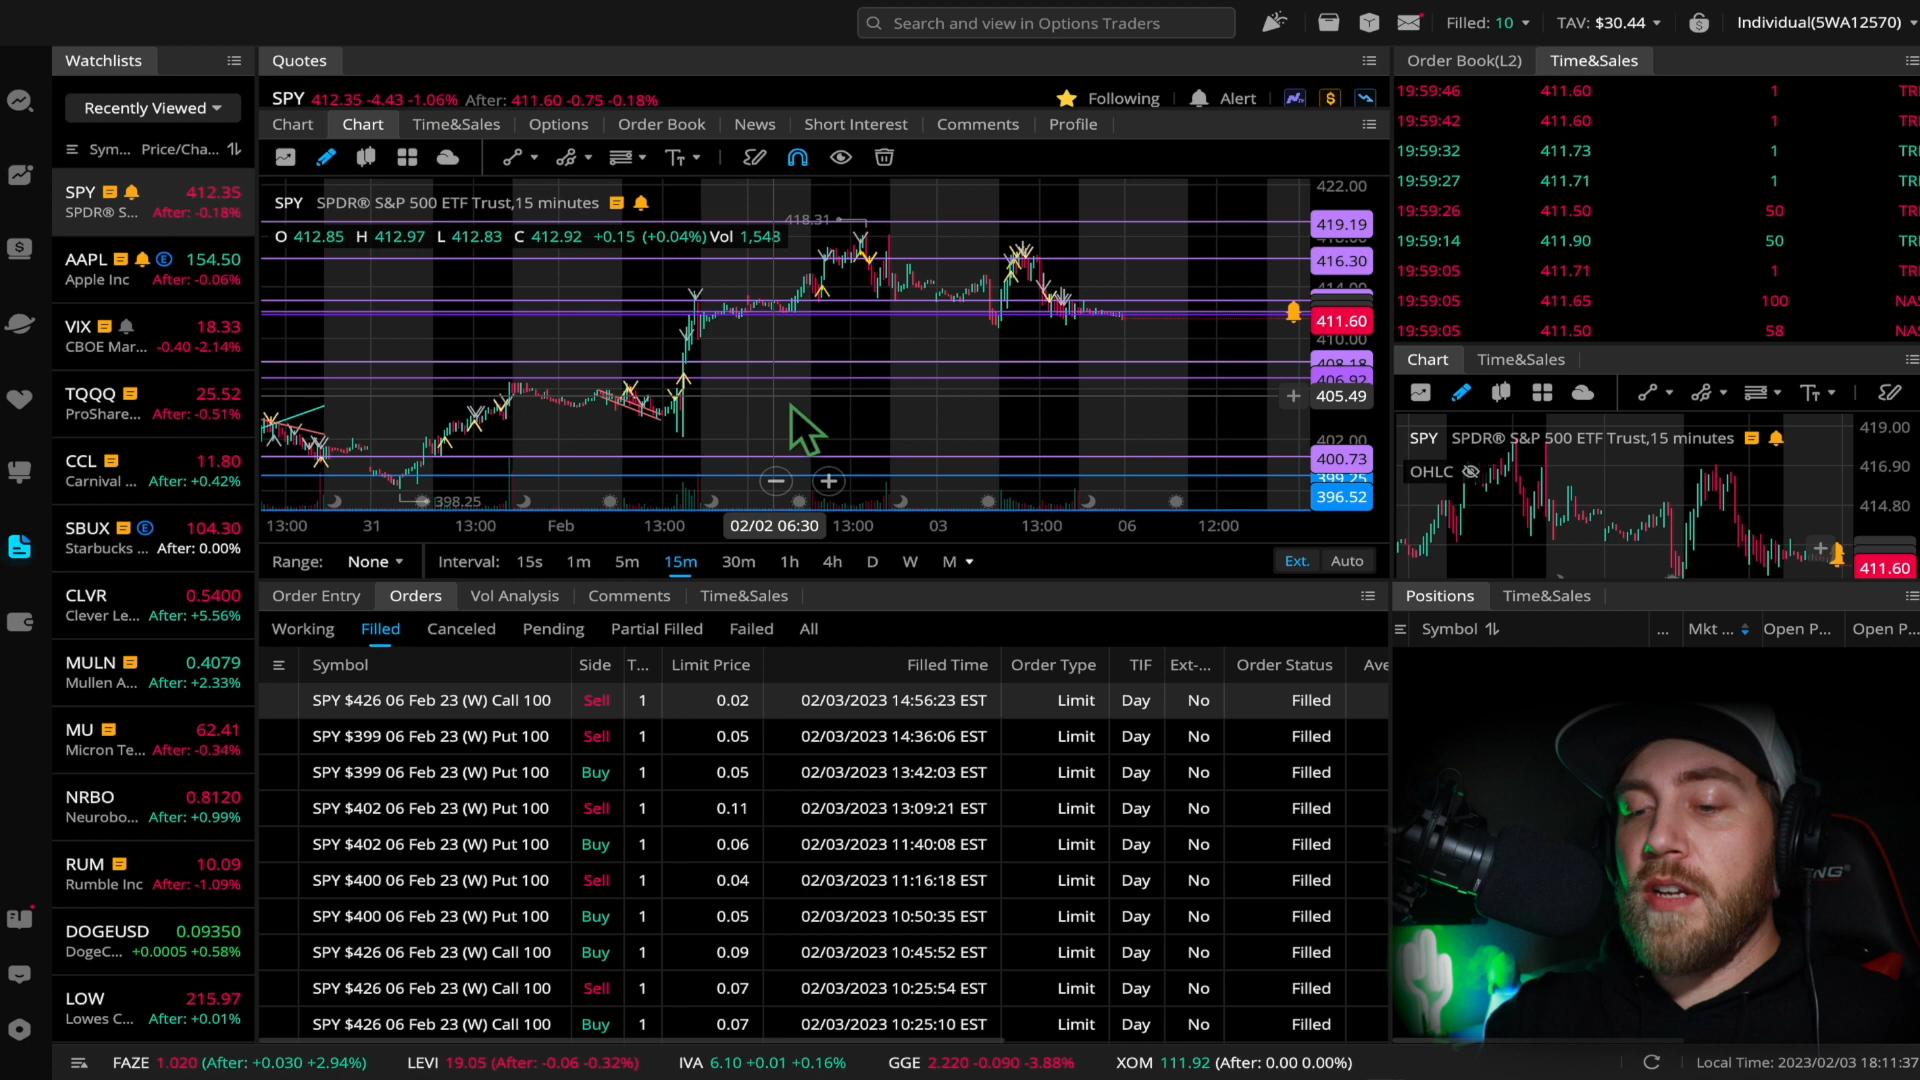 Search and view in Options Traders
Filled: 10
TAV: $30.44
Individual(5WA12570)
Watchlists
Recently Viewed
Sym... Price/Cha...
SPY 412.35
SPDR® S... After: -0.18%
AAPL 154.50
Apple Inc After: -0.06%
VIX 18.33
CBOE Mar... -0.40 -2.14%
TQQQ 25.52
ProShare... After: -0.51%
CCL 11.80
Carnival ... After: +0.42%
SBUX 104.30
Starbucks ... After: 0.00%
CLVR 0.5400
Clever Le... After: +5.56%
MULN 0.4079
Mullen A... After: +2.33%
MU 62.41
Micron Te... After: -0.34%
NRBO 0.8120
Neurobo... After: +0.99%
RUM 10.09
Rumble Inc After: -1.09%
DOGEUSD 0.09350
DogeC... +0.0005 +0.58%
LOW 215.97
Lowes C... After: +0.01%
Quotes
SPY 412.35 -4.43 -1.06% After: 411.60 -0.75 -0.18%
Following Alert
Chart Chart Time&Sales Options Order Book News Short Interest Comments Profile
SPY SPDR® S&P 500 ETF Trust,15 minutes
O 412.85 H 412.97 L 412.83 C 412.92 +0.15 (+0.04%) Vol 1,548
418.31
398.25
422.00
419.19
416.30
414.00
411.60
410.00
408.18
406.92
405.49
402.00
400.73
399.25
396.52
13:00 31 13:00 Feb 13:00 02/02 06:30 13:00 03 13:00 06 12:00
Range: None Interval: 15s 1m 5m 15m 30m 1h 4h D W M Ext. Auto
Order Entry Orders Vol Analysis Comments Time&Sales
Working Filled Canceled Pending Partial Filled Failed All
Symbol Side T... Limit Price Filled Time Order Type TIF Ext-... Order Status Ave
SPY $426 06 Feb 23 (W) Call 100 Sell 1 0.02 02/03/2023 14:56:23 EST Limit Day No Filled
SPY $399 06 Feb 23 (W) Put 100 Sell 1 0.05 02/03/2023 14:36:06 EST Limit Day No Filled
SPY $399 06 Feb 23 (W) Put 100 Buy 1 0.05 02/03/2023 13:42:03 EST Limit Day No Filled
SPY $402 06 Feb 23 (W) Put 100 Sell 1 0.11 02/03/2023 13:09:21 EST Limit Day No Filled
SPY $402 06 Feb 23 (W) Put 100 Buy 1 0.06 02/03/2023 11:40:08 EST Limit Day No Filled
SPY $400 06 Feb 23 (W) Put 100 Sell 1 0.04 02/03/2023 11:16:18 EST Limit Day No Filled
SPY $400 06 Feb 23 (W) Put 100 Buy 1 0.05 02/03/2023 10:50:35 EST Limit Day No Filled
SPY $426 06 Feb 23 (W) Call 100 Buy 1 0.09 02/03/2023 10:45:52 EST Limit Day No Filled
SPY $426 06 Feb 23 (W) Call 100 Sell 1 0.07 02/03/2023 10:25:54 EST Limit Day No Filled
SPY $426 06 Feb 23 (W) Call 100 Buy 1 0.07 02/03/2023 10:25:10 EST Limit Day No Filled
Order Book(L2) Time&Sales
19:59:46 411.60 1 TRI
19:59:42 411.60 1 TRI
19:59:32 411.73 1 TRI
19:59:27 411.71 1 TRI
19:59:26 411.50 50 TRI
19:59:14 411.90 50 TRI
19:59:05 411.71 1 TRI
19:59:05 411.65 100 NAS
19:59:05 411.50 58 NAS
Chart Time&Sales
SPY SPDR® S&P 500 ETF Trust,15 minutes
OHLC
419.00
416.90
414.80
411.60
Positions Time&Sales
Symbol ... Mkt ... Open P... Open P...
FAZE 1.020 (After: +0.030 +2.94%) LEVI 19.05 (After: -0.06 -0.32%) IVA 6.10 +0.01 +0.16% GGE 2.220 -0.090 -3.88% XOM 111.92 (After: 0.00 0.00%)
Local Time: 2023/02/03 18:11:37